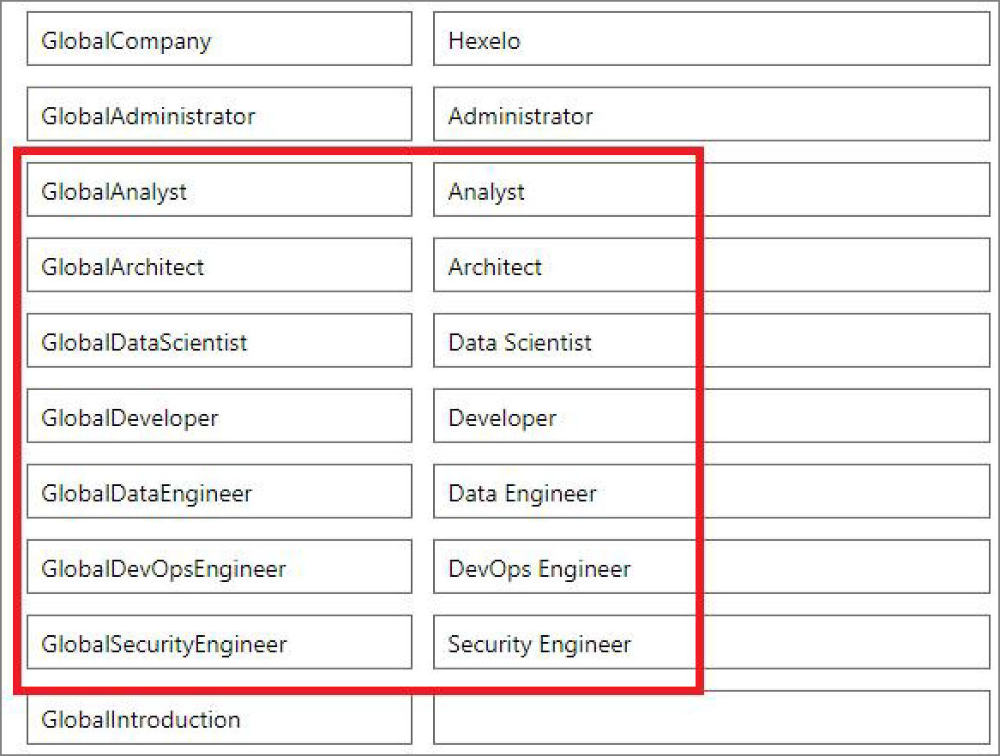 GlobalCompany Hexelo
GlobalAdministrator Administrator
GlobalAnalyst Analyst
GlobalArchitect Architect
GlobalDataScientist Data Scientist
GlobalDeveloper Developer
GlobalDataEngineer Data Engineer
GlobalDevOpsEngineer DevOps Engineer
GlobalSecurityEngineer Security Engineer
GlobalIntroduction